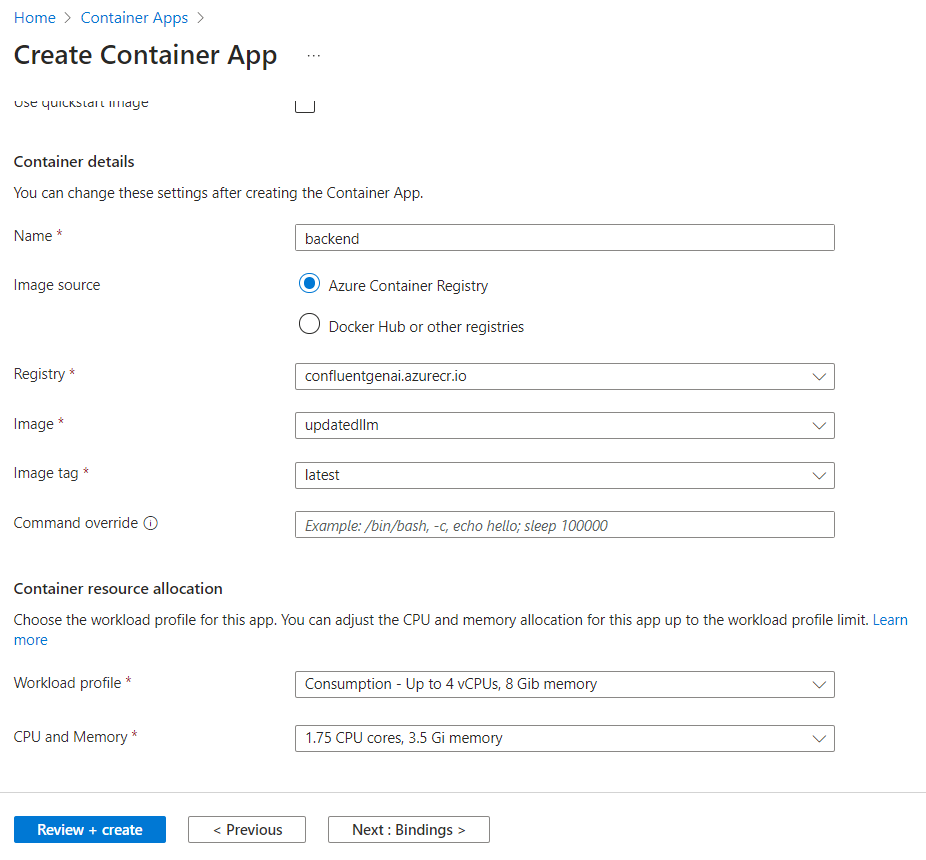 Home > Container Apps >
Create Container App ...
Use quickstart image
Container details
You can change these settings after creating the Container App.
Name *
backend
Image source
Azure Container Registry
Docker Hub or other registries
Registry *
confluentgenai.azurecr.io
Image *
updatedllm
Image tag *
latest
Command override
Example: /bin/bash, -c, echo hello; sleep 100000
Container resource allocation
Choose the workload profile for this app. You can adjust the CPU and memory allocation for this app up to the workload profile limit. Learn
more
Workload profile *
Consumption - Up to 4 vCPUs, 8 Gib memory
CPU and Memory *
1.75 CPU cores, 3.5 Gi memory
Review + create
< Previous
Next : Bindings >